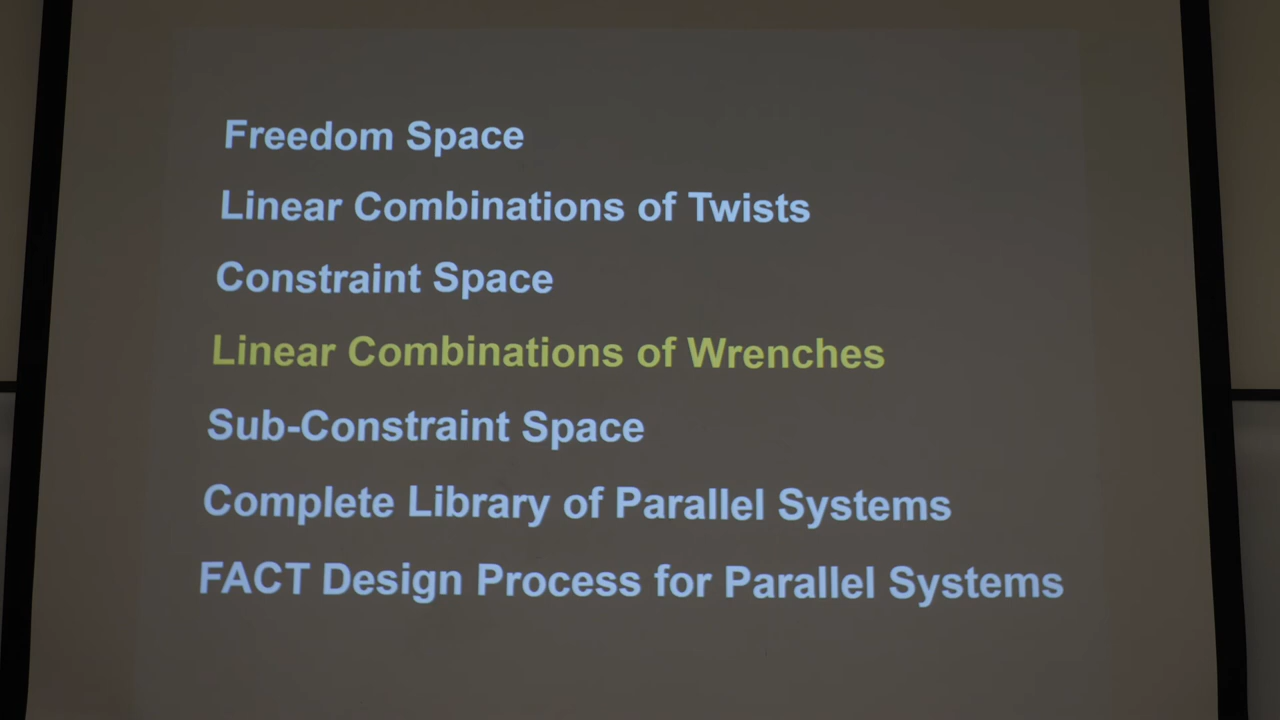 Freedom Space
Linear Combinations of Twists
Constraint Space
Linear Combinations of Wrenches
Sub-Constraint Space
Complete Library of Parallel Systems
FACT Design Process for Parallel Systems